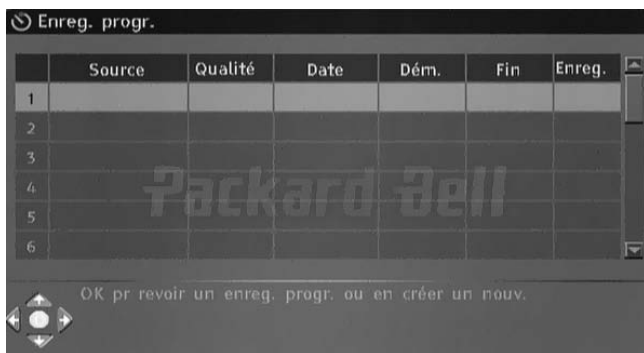 Enreg. progr.
Source Qualité Date Dém. Fin Enreg.
1
2
3
4
5
6
Packard Bell
OK pr revoir un enreg. progr. ou en créer un nouv.